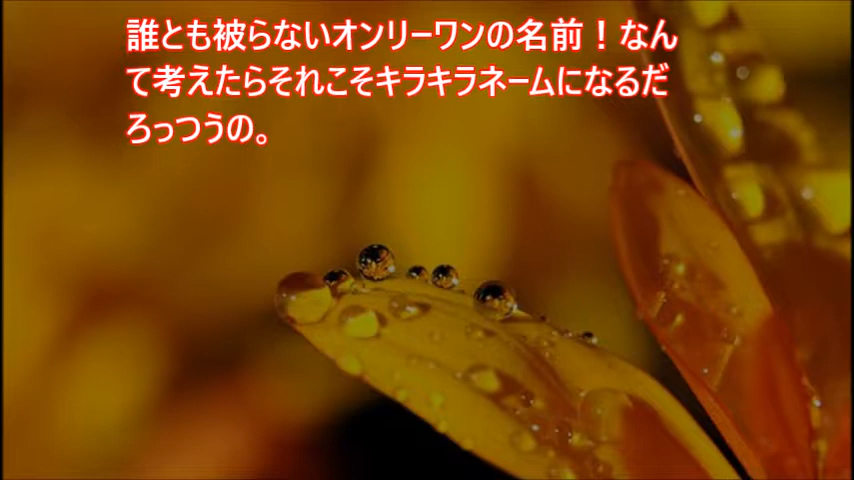 誰とも被らないオンリーワンの名前！なん
て考えたらそれこそキラキラネームになるだ
ろっつうの。